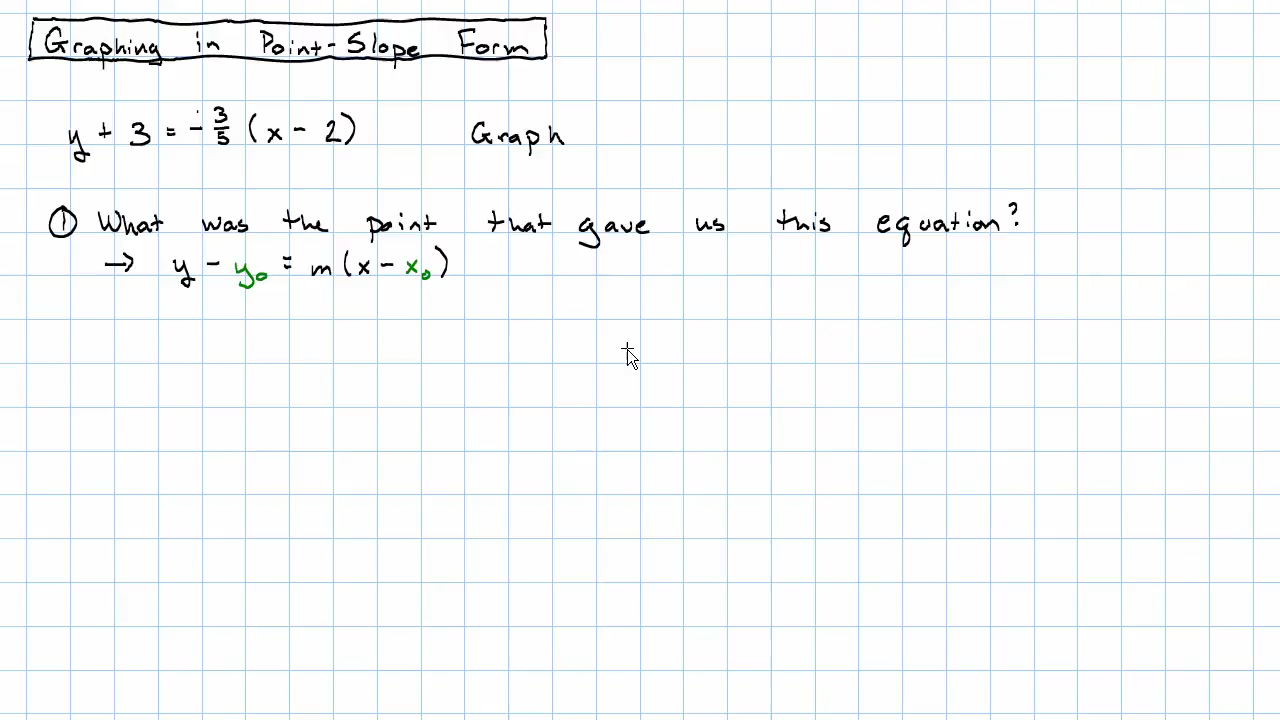 Graphing in Point-Slope Form
y + 3 = -3/5 (x - 2) Graph
① What was the point that gave us this equation?
→ y - y₀ = m(x - x₀)